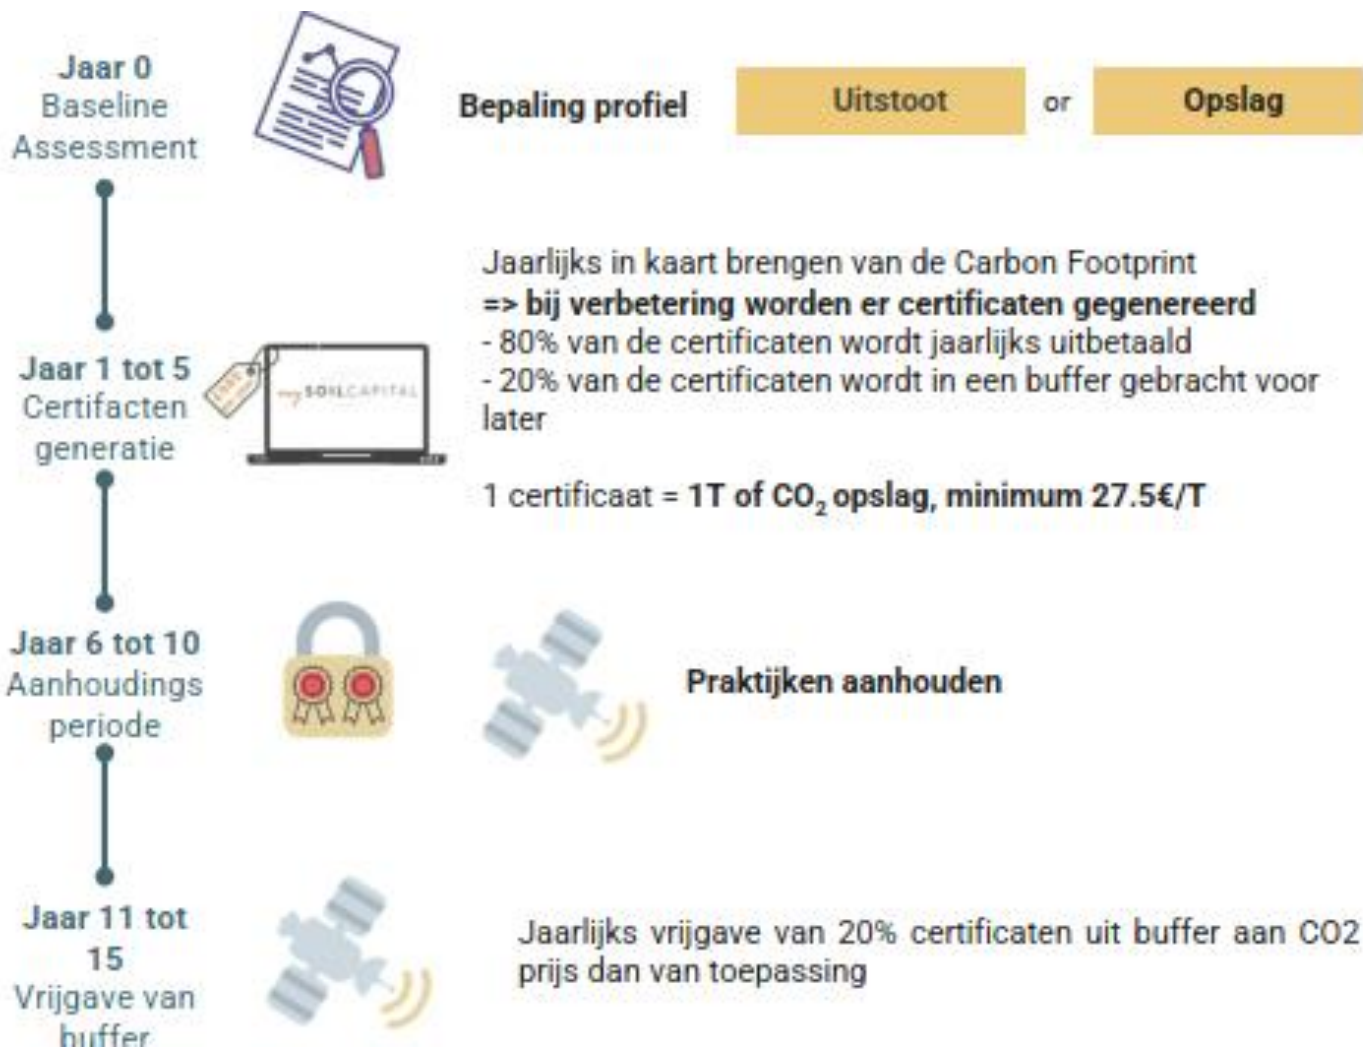 Jaar 0
Baseline
Assessment
Bepaling profiel
Uitstoot
or
Opslag
Jaarlijks in kaart brengen van de Carbon Footprint
=> bij verbetering worden er certificaten gegenereerd
- 80% van de certificaten wordt jaarlijks uitbetaald
- 20% van de certificaten wordt in een buffer gebracht voor
later
1 certificaat = 1T of CO₂ opslag, minimum 27.5€/T
Jaar 1 tot 5
Certifacten
generatie
my SOILCAPITAL
Jaar 6 tot 10
Aanhoudings
periode
Praktijken aanhouden
Jaar 11 tot
15
Vrijgave van
buffer
Jaarlijks vrijgave van 20% certificaten uit buffer aan CO2
prijs dan van toepassing